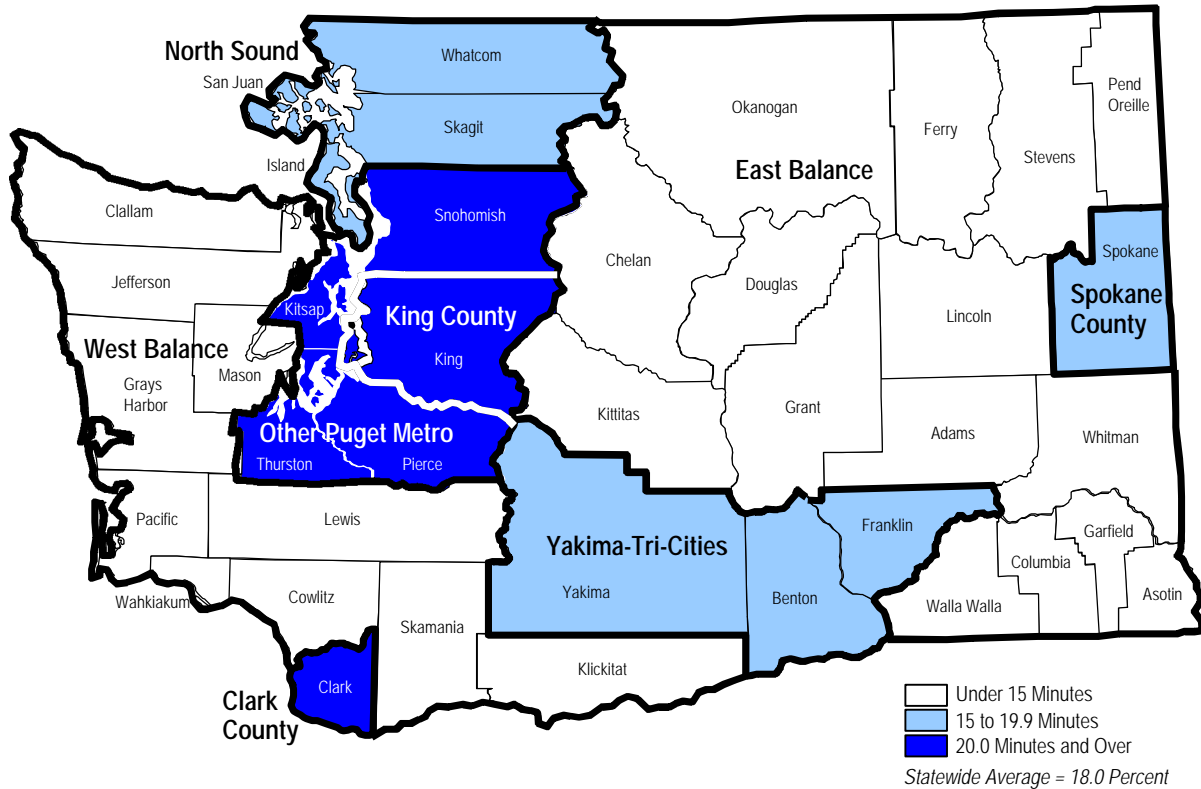 North Sound
San Juan
Whatcom
Skagit
Island
Okanogan
Ferry
Stevens
Pend
Oreille
East Balance
Clallam
Snohomish
Jefferson
Chelan
Douglas
Spokane
Kitsap
King County
Lincoln
Spokane
County
West Balance
Mason
King
Grays
Harbor
Kittitas
Grant
Adams
Whitman
Other Puget Metro
Thurston
Pierce
Pacific
Lewis
Franklin
Garfield
Yakima-Tri-Cities
Columbia
Wahkiakum
Cowlitz
Yakima
Benton
Walla Walla
Asotin
Skamania
Klickitat
Clark
Clark
County
Under 15 Minutes
15 to 19.9 Minutes
20.0 Minutes and Over
Statewide Average = 18.0 Percent